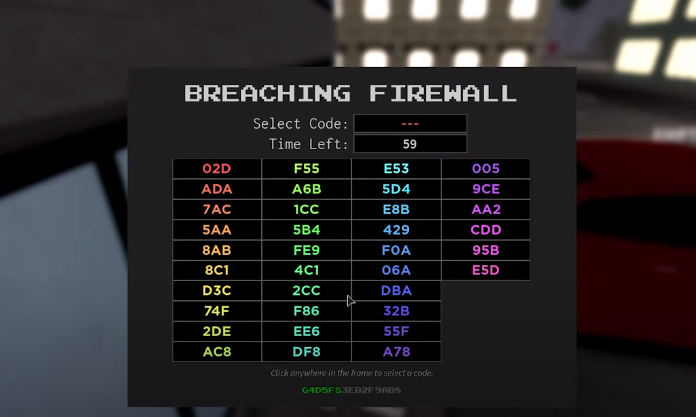 BREACHING FIREWALL
Select Code: ---
Time Left: 59
02D F55 E53 005
ADA A6B 5D4 9CE
7AC 1CC E8B AA2
5AA 5B4 429 CDD
8AB FE9 F0A 95B
8C1 4C1 06A E5D
D3C 2CC DBA
74F F86 32B
2DE EE6 55F
AC8 DF8 A78
Click anywhere in the frame to select a code.